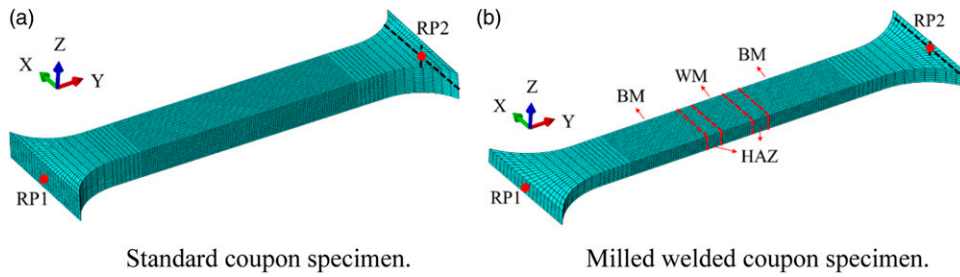 (a)
RP2
Z
X
Y
RP1
Standard coupon specimen.
(b)
RP2
BM
WM
BM
Z
X
Y
HAZ
RP1
Milled welded coupon specimen.